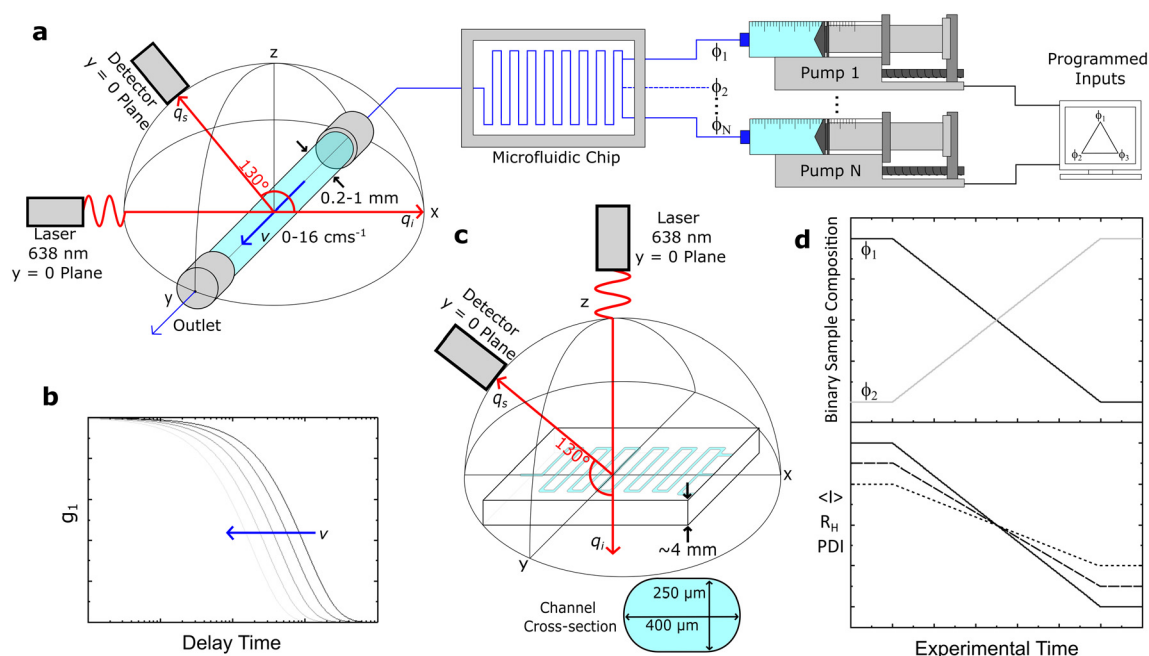 a
Detector
y = 0 Plane
z
q_s
130°
Laser
638 nm
y = 0 Plane
0.2-1 mm
q_i
x
v
0-16 cms⁻¹
y
Outlet
Microfluidic Chip
ϕ₁
ϕ₂
ϕ_N
Pump 1
Pump N
Programmed
Inputs
ϕ₁
ϕ₂
ϕ₃
b
g₁
v
Delay Time
c
Laser
638 nm
y = 0 Plane
z
Detector
y = 0 Plane
q_s
130°
x
q_i
y
~4 mm
Channel
Cross-section
250 µm
400 µm
d
Binary Sample Composition
ϕ₁
ϕ₂
<I>
R_H
PDI
Experimental Time